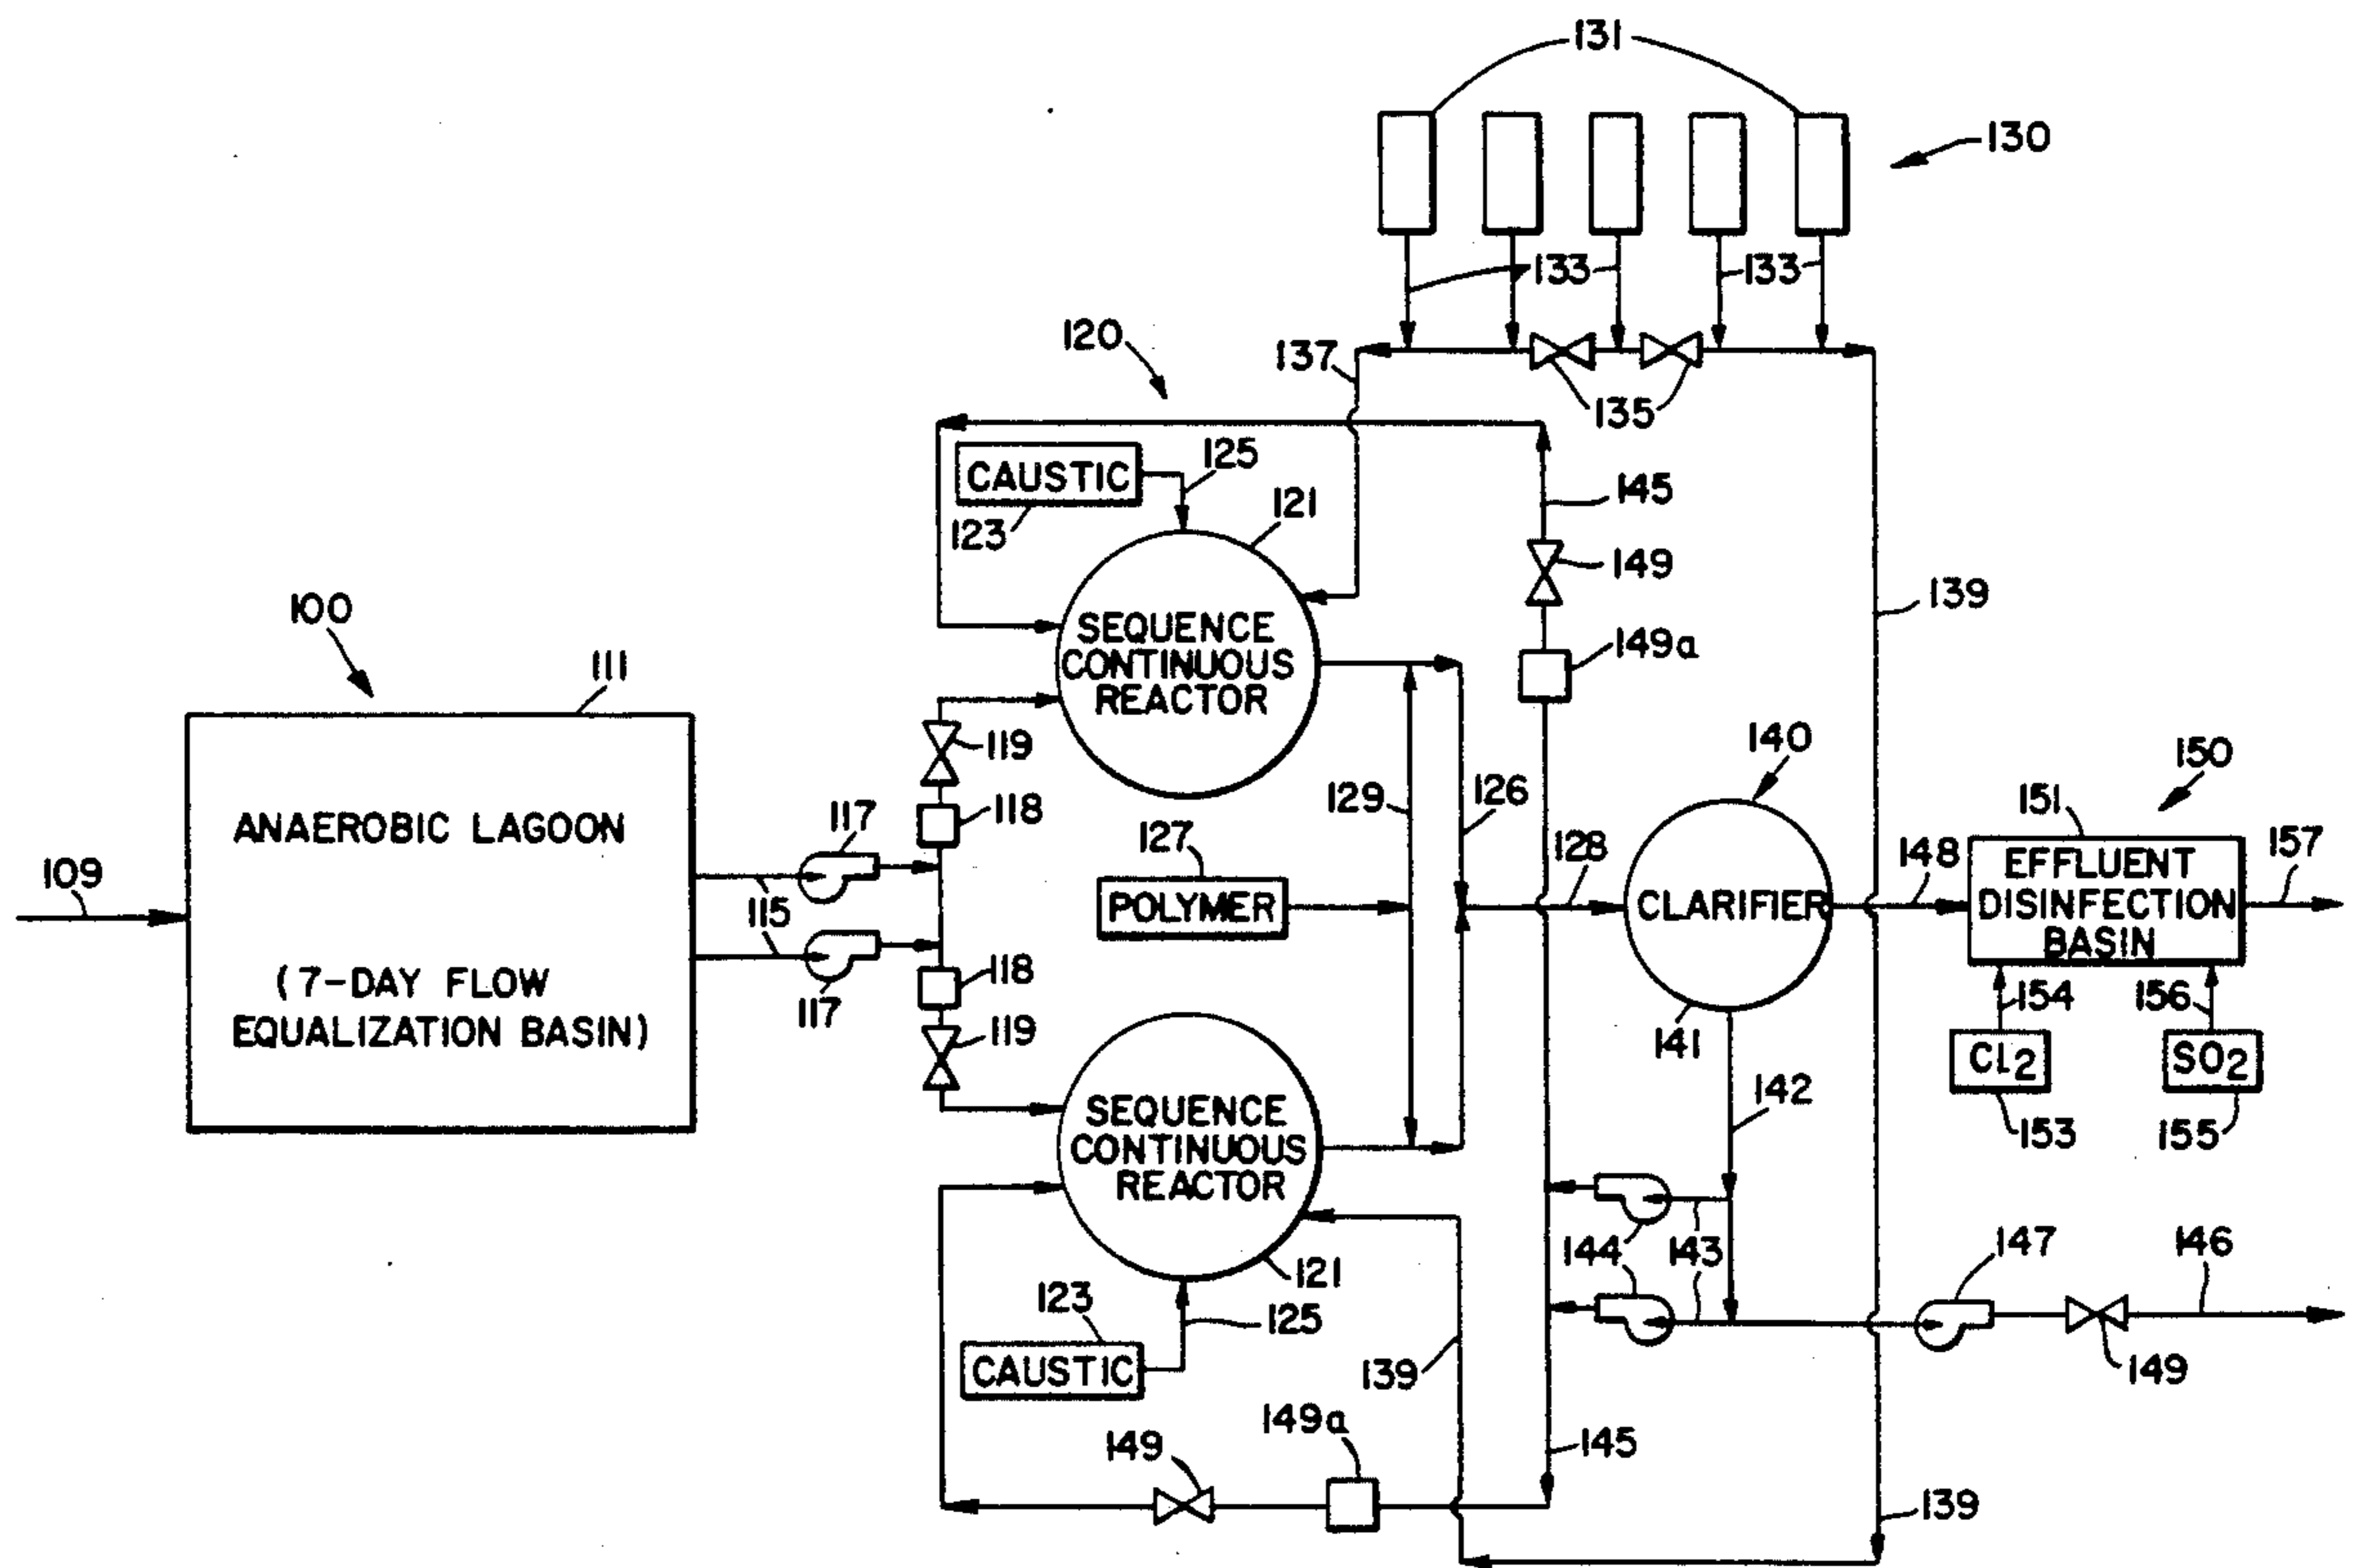 131
130
133
133
120
137
135
CAUSTIC
125
145
123
121
149
139
100
SEQUENCE
CONTINUOUS
REACTOR
149a
111
119
140
150
ANAEROBIC LAGOON
117
118
129
126
151
157
109
127
128
148
EFFLUENT
DISINFECTION
BASIN
115
POLYMER
CLARIFIER
(7-DAY FLOW
EQUALIZATION BASIN)
118
117
119
154
156
141
CL2
SO2
142
153
155
SEQUENCE
CONTINUOUS
REACTOR
144
143
147
146
121
123
125
149
CAUSTIC
139
149a
149
145
139